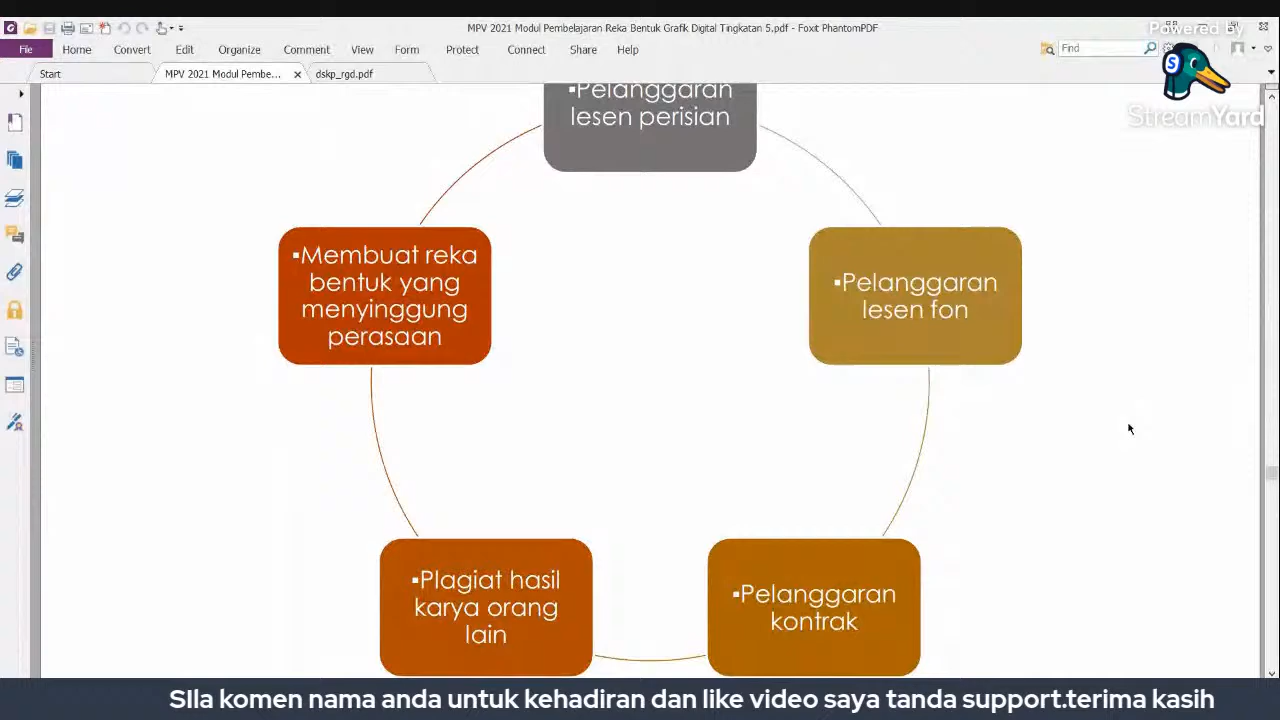 MPV 2021 Modul Pembelajaran Reka Bentuk Grafik Digital Tingkatan 5.pdf - Foxit PhantomPDF
Powered by
StreamYard
File Home Convert Edit Organize Comment View Form Protect Connect Share Help
Find
Start
MPV 2021 Modul Pembe...
dskp_rgd.pdf
▪Pelanggaran
lesen perisian
▪Membuat reka
bentuk yang
menyinggung
perasaan
▪Pelanggaran
lesen fon
▪Plagiat hasil
karya orang
lain
▪Pelanggaran
kontrak
SIla komen nama anda untuk kehadiran dan like video saya tanda support.terima kasih